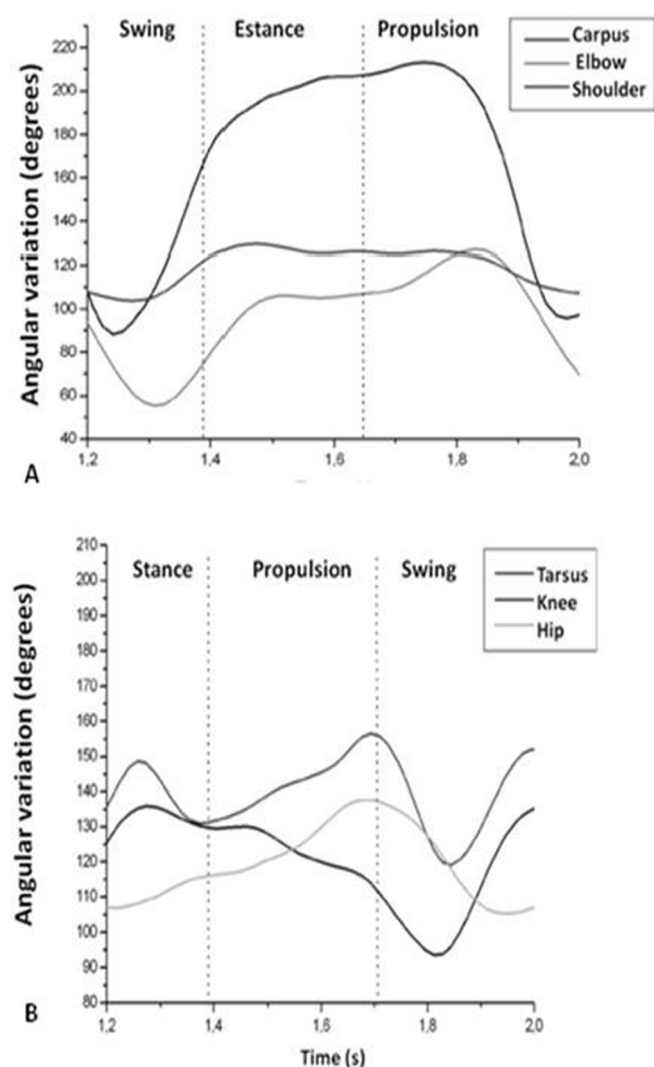 Swing Estance Propulsion
Carpus
Elbow
Shoulder
Angular variation (degrees)
220
200
180
160
140
120
100
80
60
40
1,2 1,4 1,6 1,8 2,0
A
Stance Propulsion Swing
Tarsus
Knee
Hip
Angular variation (degrees)
210
200
190
180
170
160
150
140
130
120
110
100
90
80
1,2 1,4 1,6 1,8 2,0
B
Time (s)